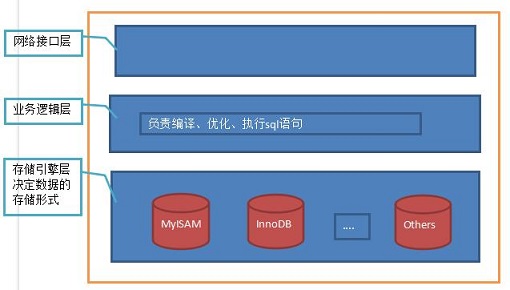 网络接口层
业务逻辑层
负责编译、优化、执行sql语句
存储引擎层
决定数据的
存储形式
MyISAM
InnoDB
....
Others